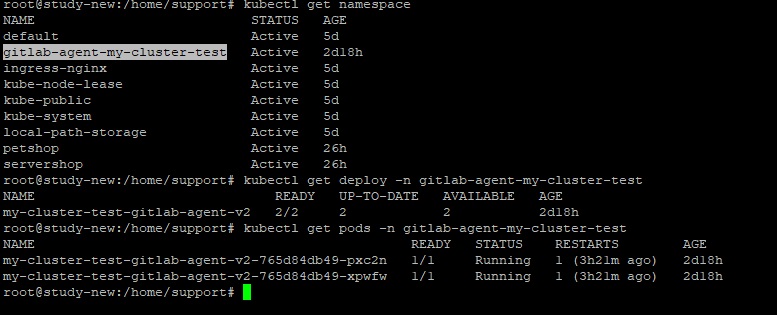 root@study-new:/home/support# kubectl get namespace
NAME STATUS AGE
default Active 5d
gitlab-agent-my-cluster-test Active 2d18h
ingress-nginx Active 5d
kube-node-lease Active 5d
kube-public Active 5d
kube-system Active 5d
local-path-storage Active 5d
petshop Active 26h
servershop Active 26h
root@study-new:/home/support# kubectl get deploy -n gitlab-agent-my-cluster-test
NAME READY UP-TO-DATE AVAILABLE AGE
my-cluster-test-gitlab-agent-v2 2/2 2 2 2d18h
root@study-new:/home/support# kubectl get pods -n gitlab-agent-my-cluster-test
NAME READY STATUS RESTARTS AGE
my-cluster-test-gitlab-agent-v2-765d84db49-pxc2n 1/1 Running 1 (3h21m ago) 2d18h
my-cluster-test-gitlab-agent-v2-765d84db49-xpwfw 1/1 Running 1 (3h21m ago) 2d18h
root@study-new:/home/support#